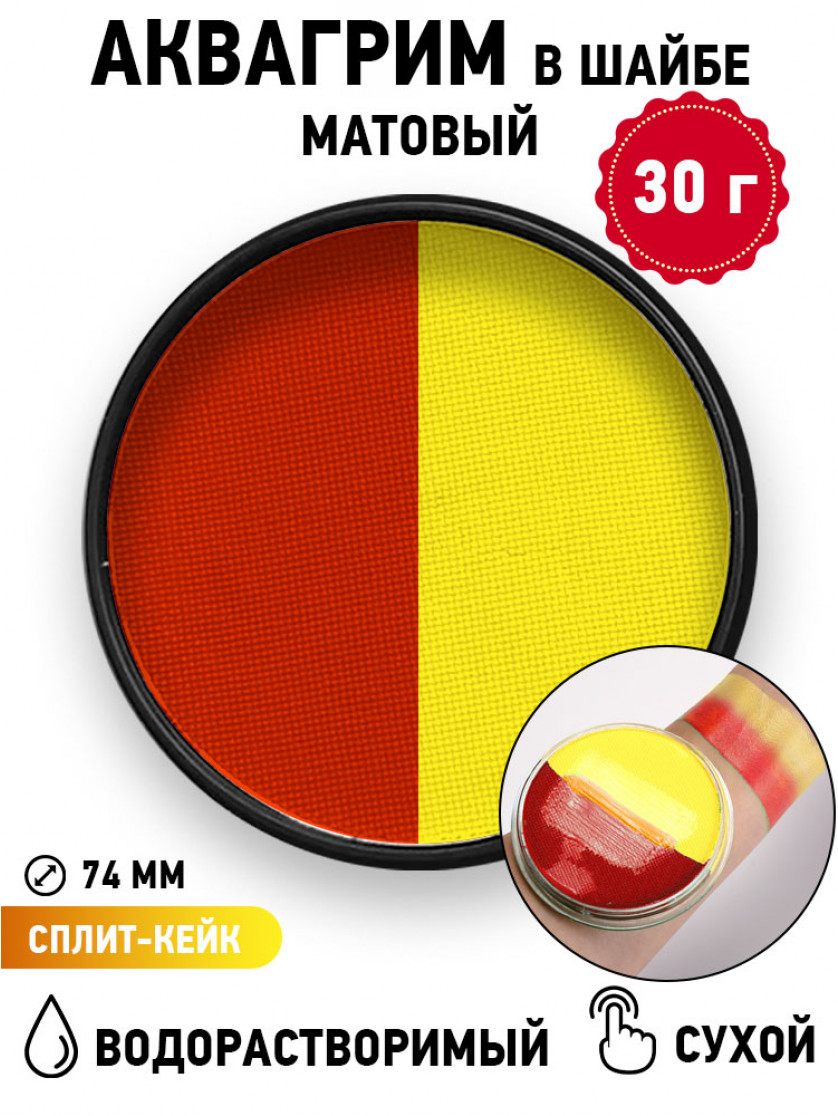 АКВАГРИМ В ШАЙБЕ
МАТОВЫЙ
30 г
74 ММ
СПЛИТ-КЕЙК
ВОДОРАСТВОРИМЫЙ
СУХОЙ